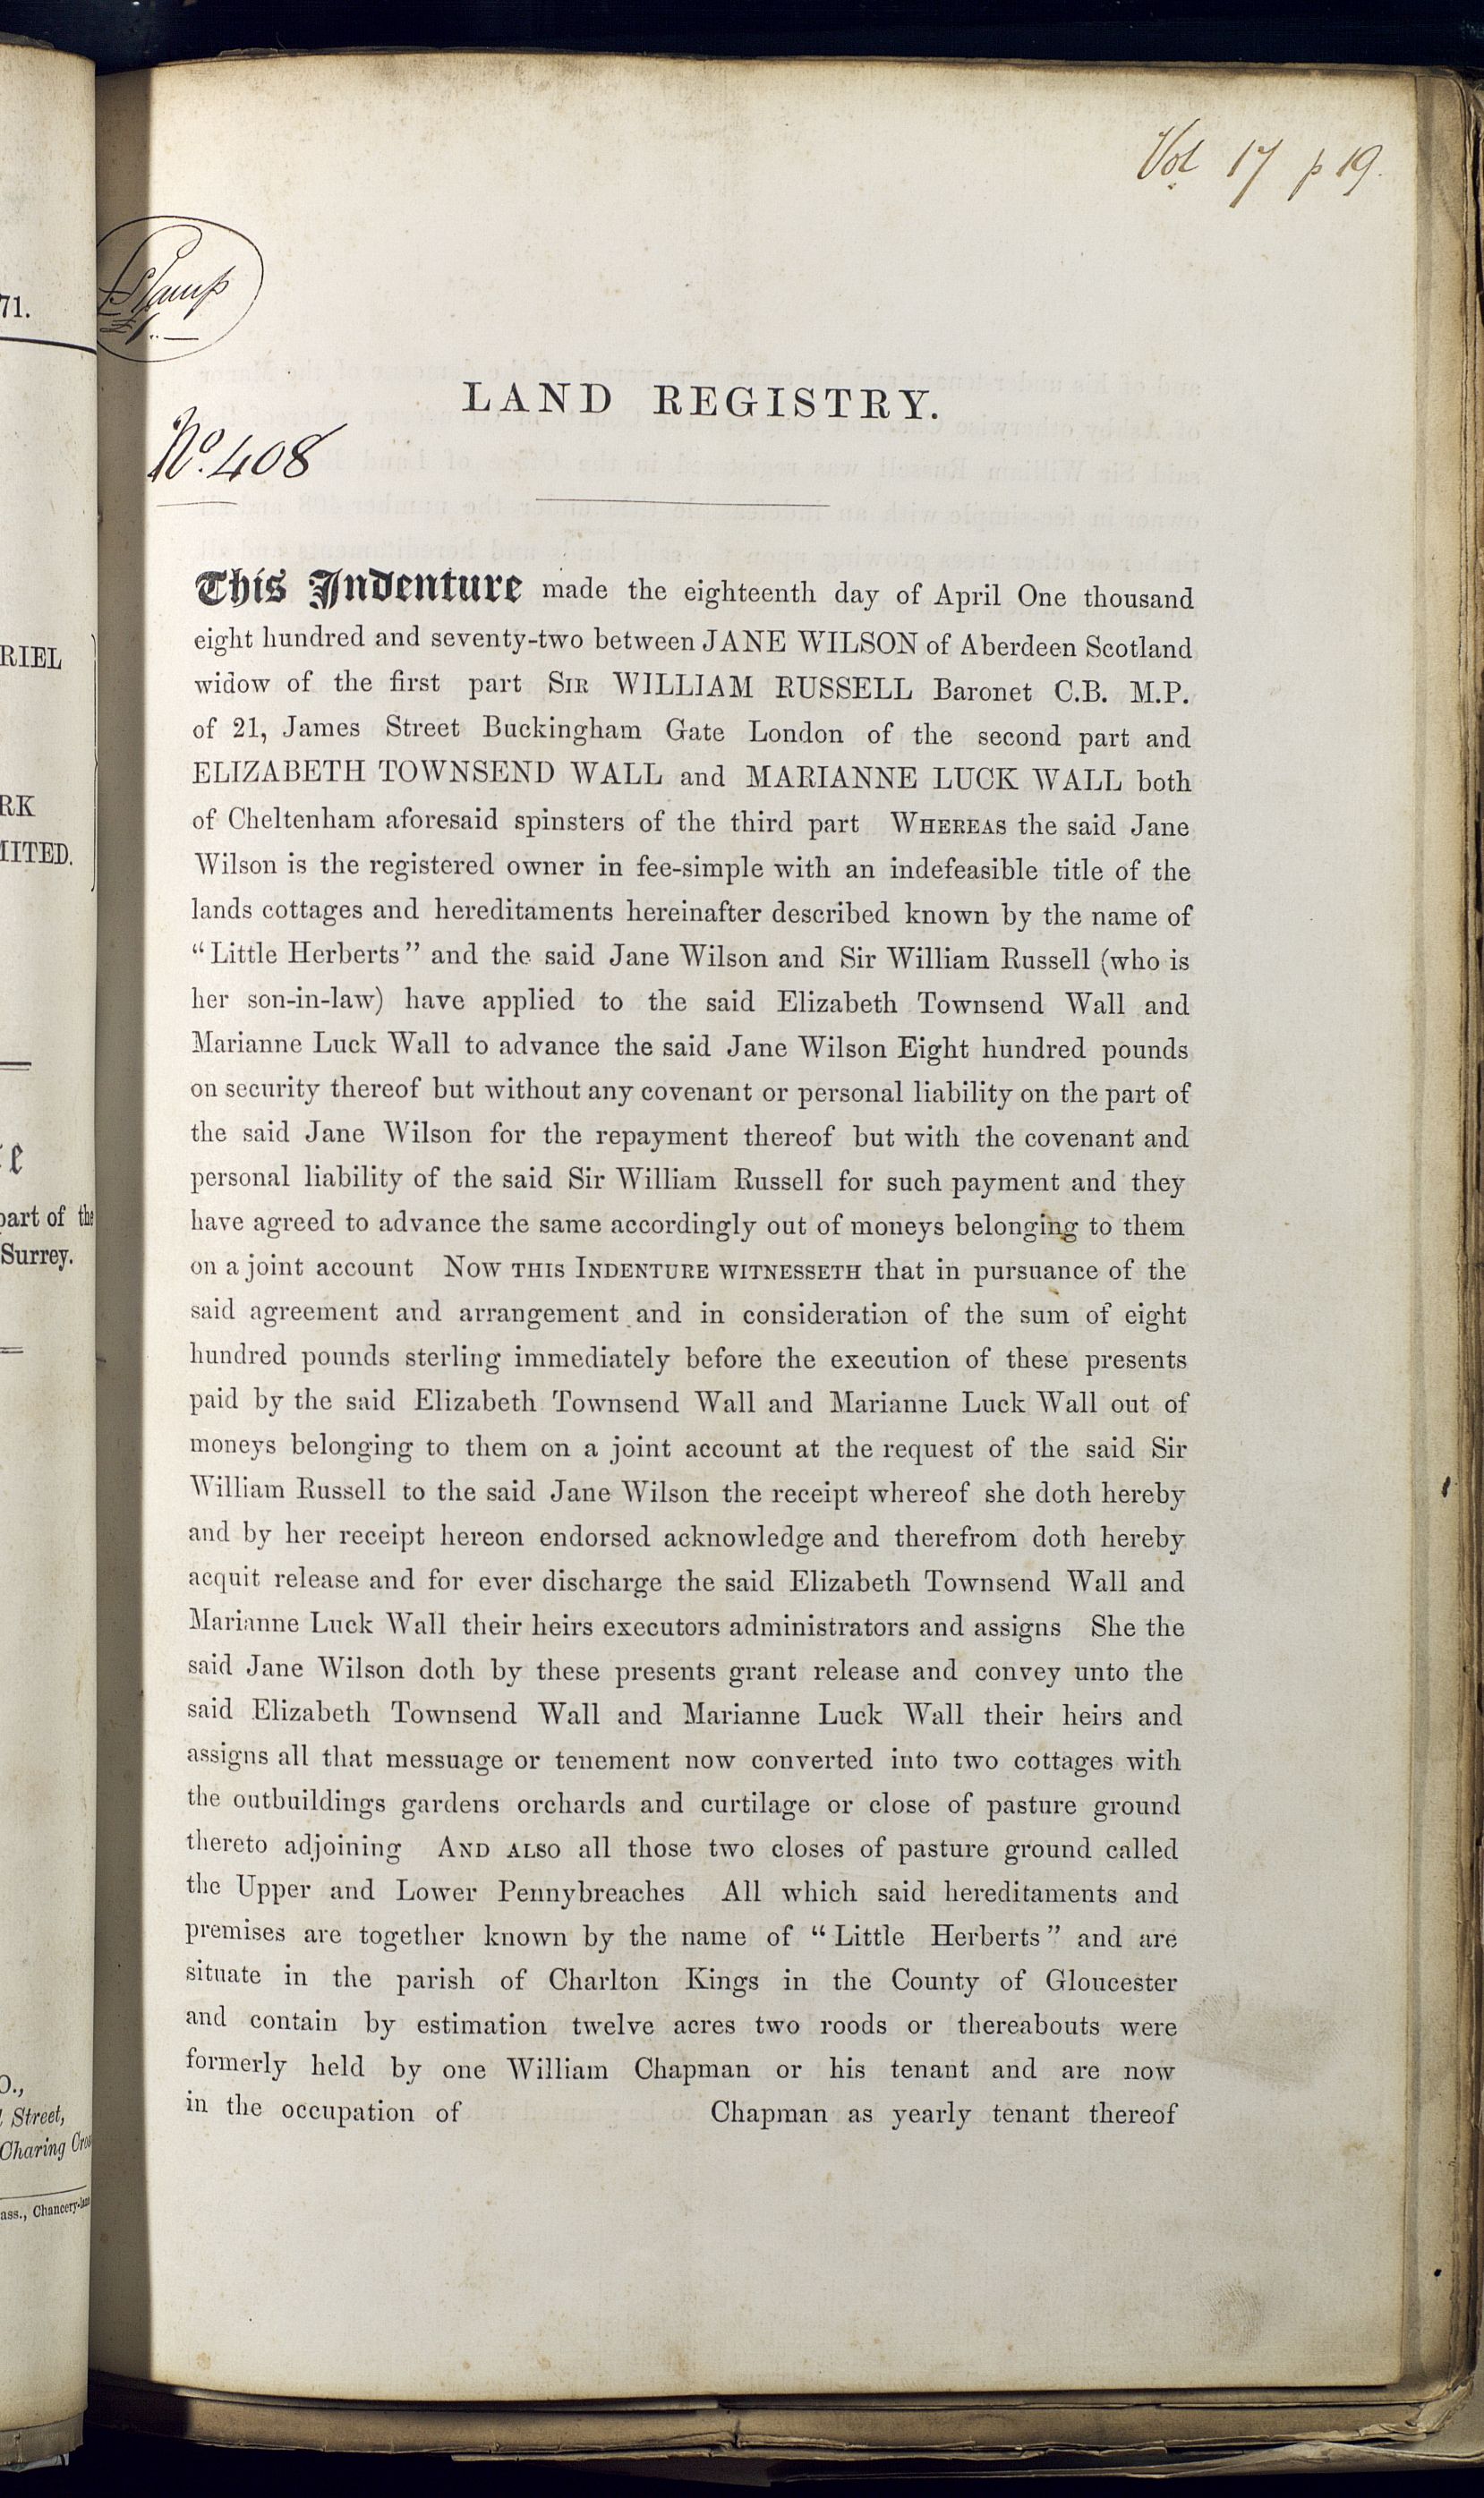 Vol 17 p 19.
Stamp
£1..—
LAND REGISTRY.
No. 408
This Indenture made the eighteenth day of April One thousand
eight hundred and seventy-two between JANE WILSON of Aberdeen Scotland
widow of the first part SIR WILLIAM RUSSELL Baronet C.B. M.P.
of 21, James Street Buckingham Gate London of the second part and
ELIZABETH TOWNSEND WALL and MARIANNE LUCK WALL both
of Cheltenham aforesaid spinsters of the third part WHEREAS the said Jane
Wilson is the registered owner in fee-simple with an indefeasible title of the
lands cottages and hereditaments hereinafter described known by the name of
“Little Herberts” and the said Jane Wilson and Sir William Russell (who is
her son-in-law) have applied to the said Elizabeth Townsend Wall and
Marianne Luck Wall to advance the said Jane Wilson Eight hundred pounds
on security thereof but without any covenant or personal liability on the part of
the said Jane Wilson for the repayment thereof but with the covenant and
personal liability of the said Sir William Russell for such payment and they
have agreed to advance the same accordingly out of moneys belonging to them
on a joint account NOW THIS INDENTURE WITNESSETH that in pursuance of the
said agreement and arrangement and in consideration of the sum of eight
hundred pounds sterling immediately before the execution of these presents
paid by the said Elizabeth Townsend Wall and Marianne Luck Wall out of
moneys belonging to them on a joint account at the request of the said Sir
William Russell to the said Jane Wilson the receipt whereof she doth hereby
and by her receipt hereon endorsed acknowledge and therefrom doth hereby
acquit release and for ever discharge the said Elizabeth Townsend Wall and
Marianne Luck Wall their heirs executors administrators and assigns She the
said Jane Wilson doth by these presents grant release and convey unto the
said Elizabeth Townsend Wall and Marianne Luck Wall their heirs and
assigns all that messuage or tenement now converted into two cottages with
the outbuildings gardens orchards and curtilage or close of pasture ground
thereto adjoining AND ALSO all those two closes of pasture ground called
the Upper and Lower Pennybreaches All which said hereditaments and
premises are together known by the name of “Little Herberts” and are
situate in the parish of Charlton Kings in the County of Gloucester
and contain by estimation twelve acres two roods or thereabouts were
formerly held by one William Chapman or his tenant and are now
in the occupation of Chapman as yearly tenant thereof
71.
RIEL
RK
part of the
Surrey.
Street,
Charing
Chancery-lane